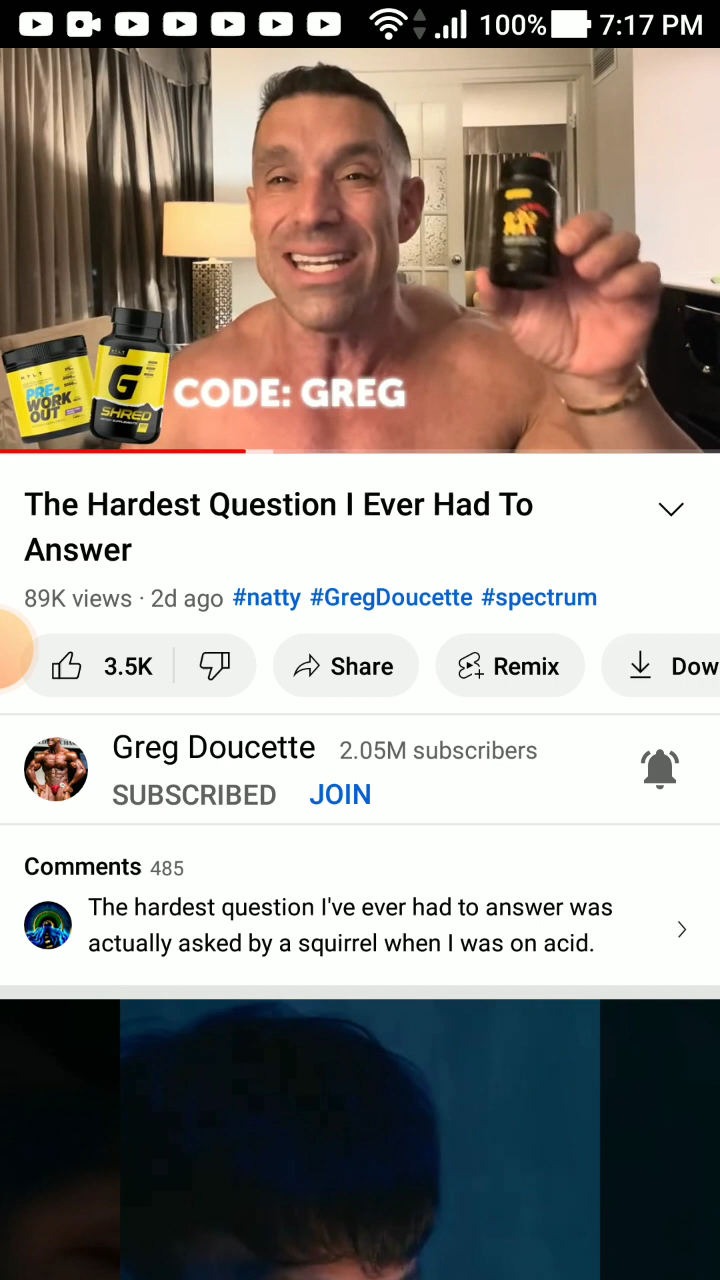 100% 7:17 PM
PRE-
WORK
OUT
G
SHRED
CODE: GREG
The Hardest Question I Ever Had To
Answer
89K views · 2d ago #natty #GregDoucette #spectrum
3.5K Share Remix Dow
Greg Doucette 2.05M subscribers
SUBSCRIBED JOIN
Comments 485
The hardest question I've ever had to answer was
actually asked by a squirrel when I was on acid.